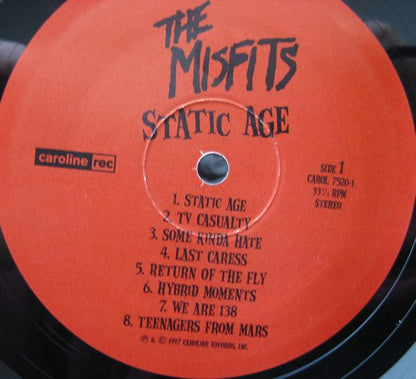 THE
MISFITS
STATIC AGE
caroline rec
SIDE 1
CAROL 7520-1
33 1/3 RPM
STEREO
1. STATIC AGE
2. TV CASUALTY
3. SOME KINDA HATE
4. LAST CARESS
5. RETURN OF THE FLY
6. HYBRID MOMENTS
7. WE ARE 138
8. TEENAGERS FROM MARS
℗ & © 1997 CAROLINE RECORDS, INC.